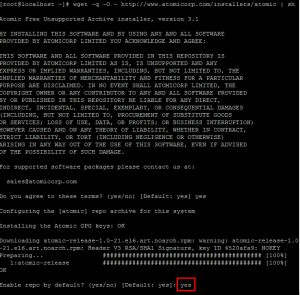 [root@localhost ~]# wget -q -O - http://www.atomicorp.com/installers/atomic | sh
Atomic Free Unsupported Archive installer, version 3.1
BY INSTALLING THIS SOFTWARE AND BY USING ANY AND ALL SOFTWARE
PROVIDED BY ATOMICORP LIMITED YOU ACKNOWLEDGE AND AGREE:
THIS SOFTWARE AND ALL SOFTWARE PROVIDED IN THIS REPOSITORY IS
PROVIDED BY ATOMICORP LIMITED AS IS, IS UNSUPPORTED AND ANY
EXPRESS OR IMPLIED WARRANTIES, INCLUDING, BUT NOT LIMITED TO, THE
IMPLIED WARRANTIES OF MERCHANTABILITY AND FITNESS FOR A PARTICULAR
PURPOSE ARE DISCLAIMED. IN NO EVENT SHALL ATOMICORP LIMITED, THE
COPYRIGHT OWNER OR ANY CONTRIBUTOR TO ANY AND ALL SOFTWARE PROVIDED
BY OR PUBLISHED IN THIS REPOSITORY BE LIABLE FOR ANY DIRECT,
INDIRECT, INCIDENTAL, SPECIAL, EXEMPLARY, OR CONSEQUENTIAL DAMAGES
(INCLUDING, BUT NOT LIMITED TO, PROCUREMENT OF SUBSTITUTE GOODS
OR SERVICES; LOSS OF USE, DATA, OR PROFITS; OR BUSINESS INTERRUPTION)
HOWEVER CAUSED AND ON ANY THEORY OF LIABILITY, WHETHER IN CONTRACT,
STRICT LIABILITY, OR TORT (INCLUDING NEGLIGENCE OR OTHERWISE)
ARISING IN ANY WAY OUT OF THE USE OF THIS SOFTWARE, EVEN IF ADVISED
OF THE POSSIBILITY OF SUCH DAMAGE.
For supported software packages please contact us at:
sales@atomicorp.com
Do you agree to these terms? (yes/no) [Default: yes] yes
Configuring the [atomic] repo archive for this system
Installing the Atomic GPG keys: OK
Downloading atomic-release-1.0-21.el6.art.noarch.rpm: warning: atomic-release-1.0
-21.el6.art.noarch.rpm: Header V3 RSA/SHA1 Signature, key ID 4520afa9: NOKEY
Preparing... ########################################### [100%]
1:atomic-release ########################################### [100%]
OK
Enable repo by default? (yes/no) [Default: yes]: yes